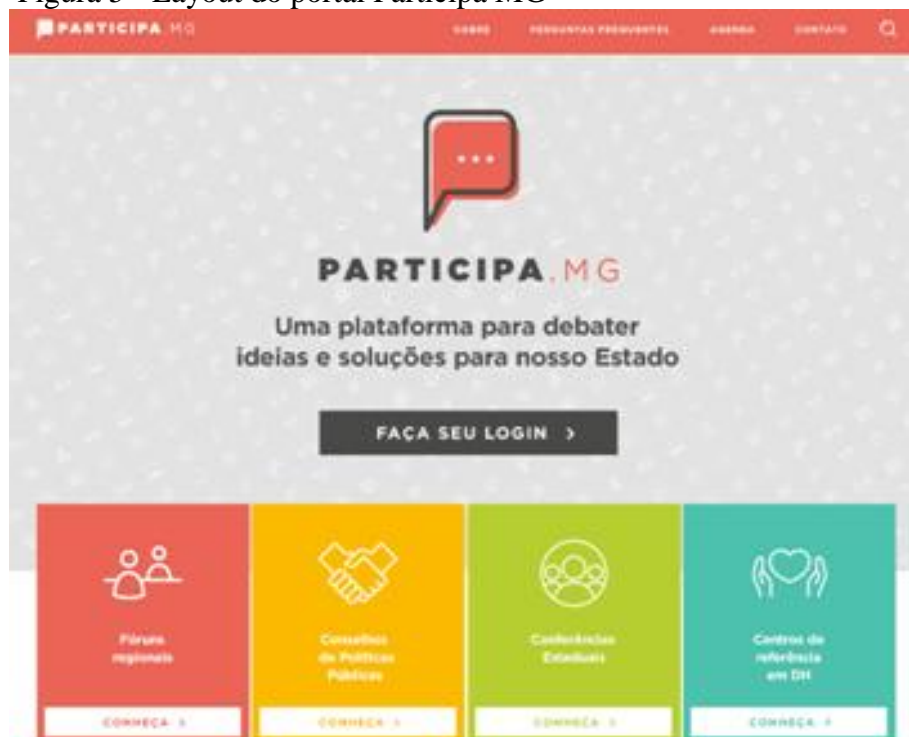 Figura 3 - Layout do portal Participa MG
PARTICIPA MG
SOBRE PERGUNTAS FREQUENTES AGENDA CONTATO
PARTICIPA.MG
Uma plataforma para debater
ideias e soluções para nosso Estado
FAÇA SEU LOGIN >
Fóruns
regionais
Conselhos
de Políticas
Públicas
Conferências
Estaduais
Centros de
referência
em DH
CONHEÇA > CONHEÇA > CONHEÇA > CONHEÇA >